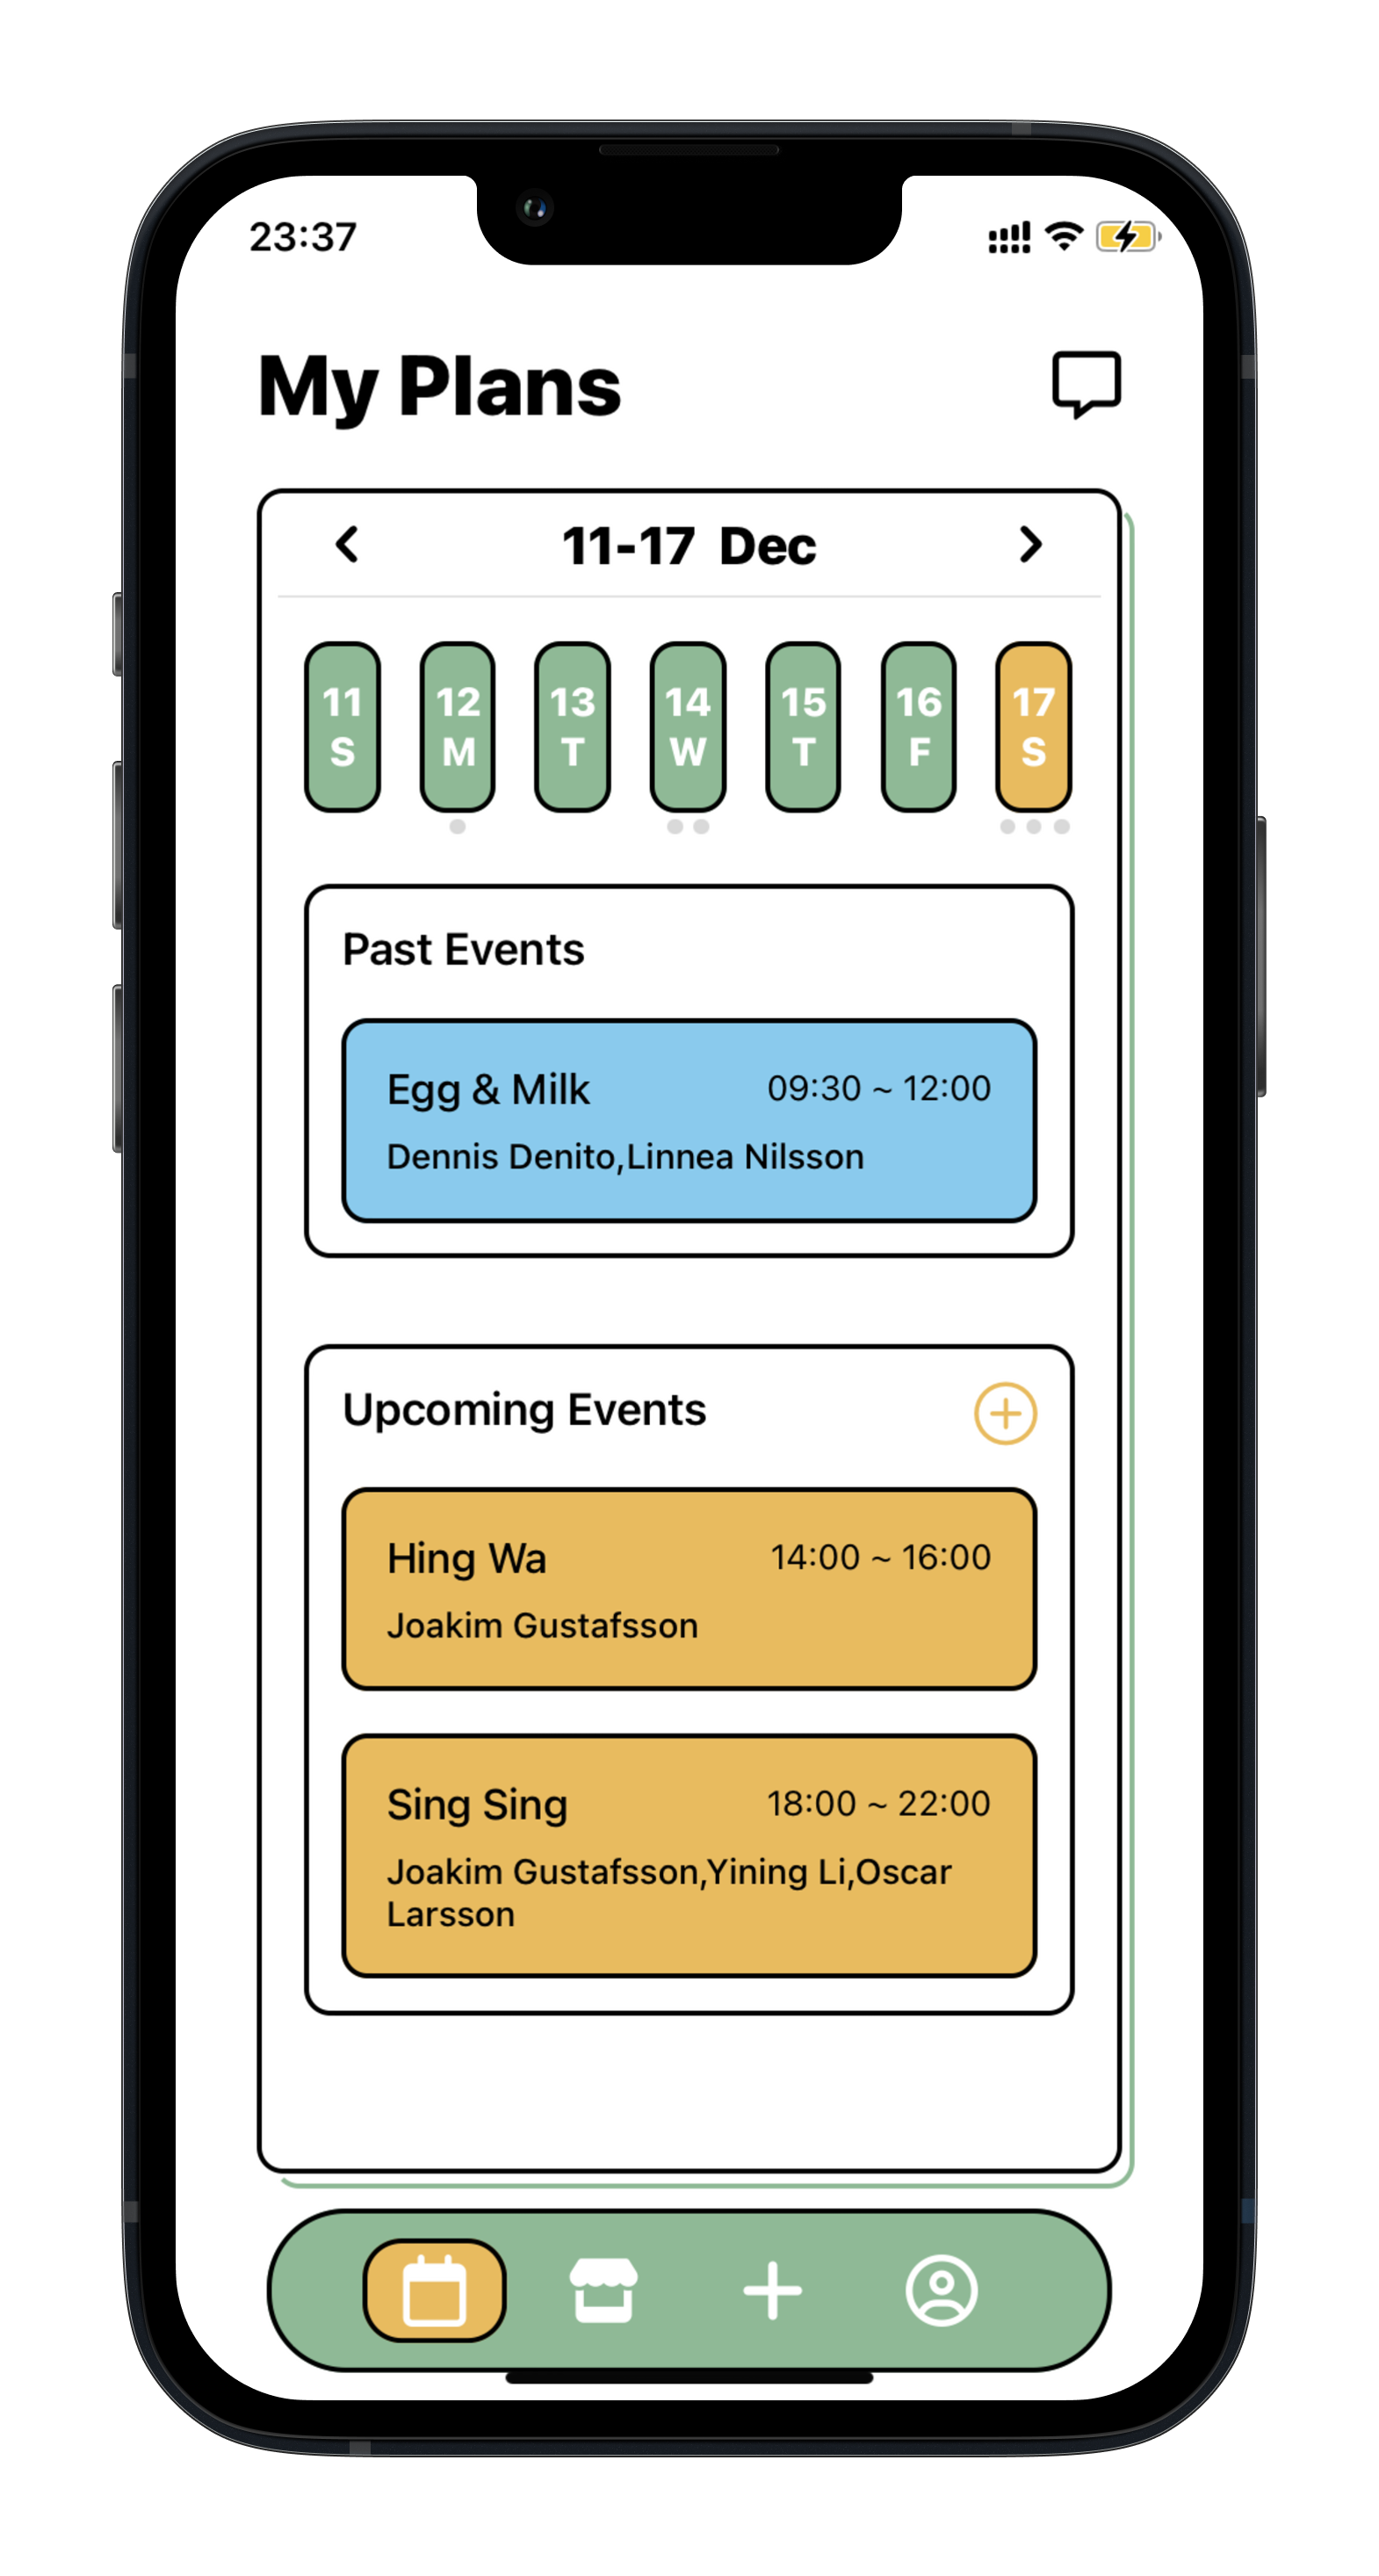 23:37
My Plans
11-17 Dec
11 12 13 14 15 16 17
S M T W T F S
Past Events
Egg & Milk 09:30 ~ 12:00
Dennis Denito,Linnea Nilsson
Upcoming Events
Hing Wa 14:00 ~ 16:00
Joakim Gustafsson
Sing Sing 18:00 ~ 22:00
Joakim Gustafsson,Yining Li,Oscar
Larsson